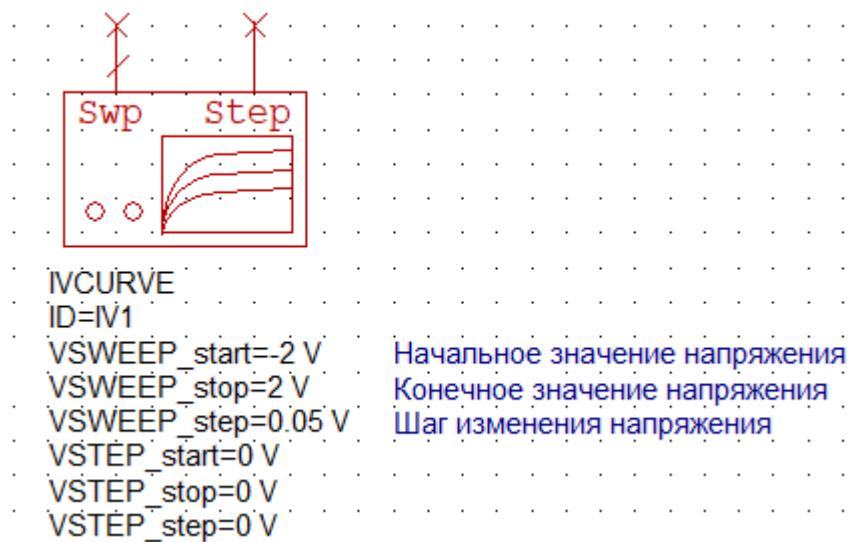 Swp Step
IVCURVE
ID=IV1
VSWEEP_start=-2 V Начальное значение напряжения
VSWEEP_stop=2 V Конечное значение напряжения
VSWEEP_step=0.05 V Шаг изменения напряжения
VSTEP_start=0 V
VSTEP_stop=0 V
VSTEP_step=0 V